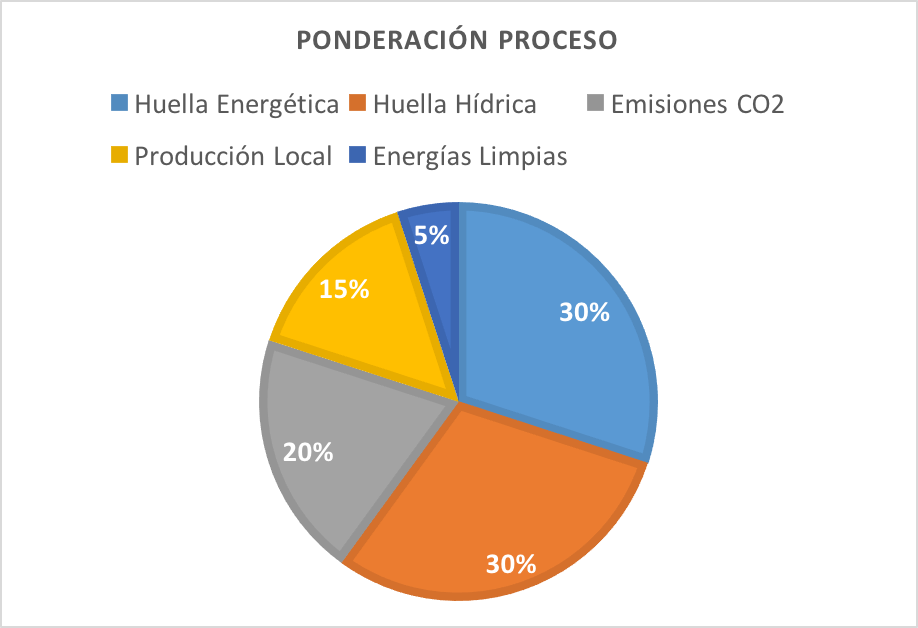 PONDERACIÓN PROCESO
Huella Energética Huella Hídrica Emisiones CO2
Producción Local Energías Limpias
5%
15%
30%
20%
30%